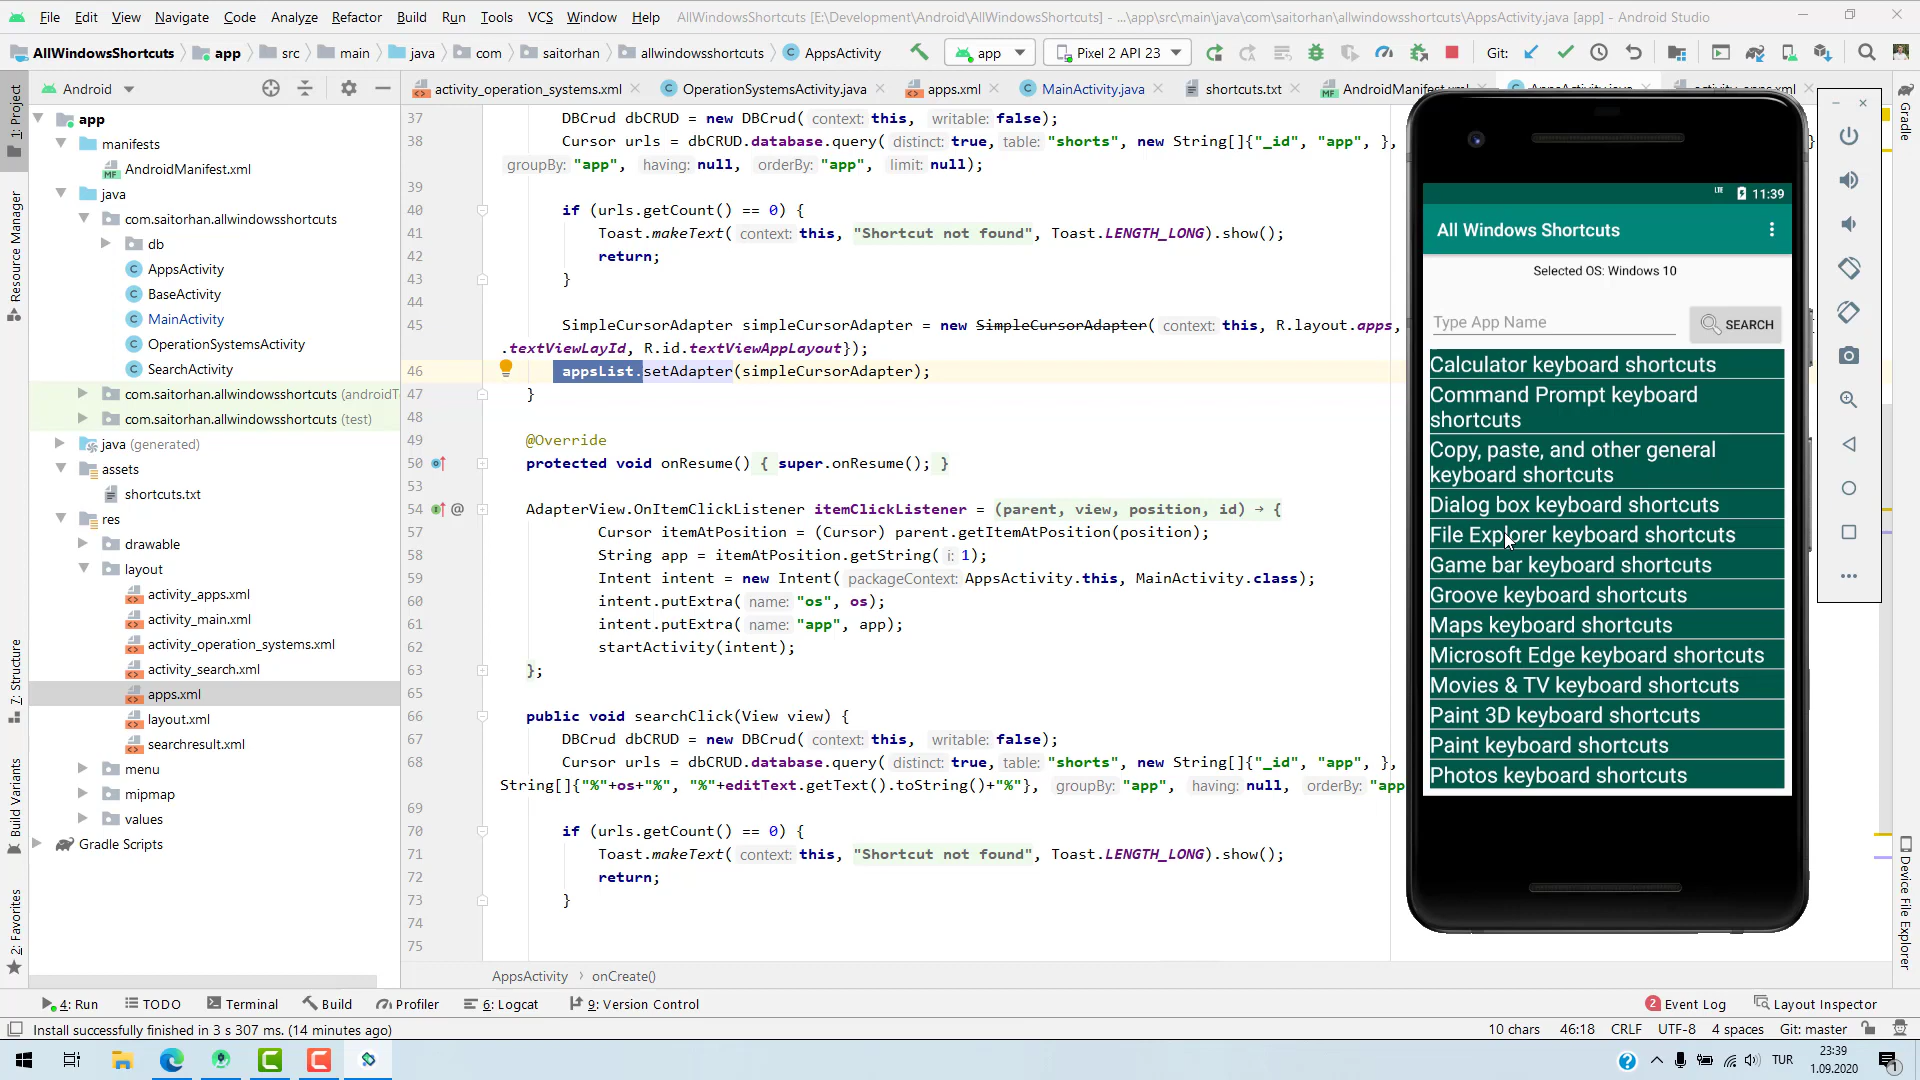 File Edit View Navigate Code Analyze Refactor Build Run Tools VCS Window Help AllWindowsShortcuts [E:\Development\Android\AllWindowsShortcuts] - ...\app\src\main\java\com\saitorhan\allwindowsshortcuts\AppsActivity.java [app] - Android Studio
AllWindowsShortcuts app src main java com saitorhan allwindowsshortcuts AppsActivity app Pixel 2 API 23 Git:
Android
activity_operation_systems.xml OperationSystemsActivity.java apps.xml MainActivity.java shortcuts.txt
1: Project
Resource Manager
7: Structure
Build Variants
2: Favorites
app
manifests
AndroidManifest.xml
java
com.saitorhan.allwindowsshortcuts
db
AppsActivity
BaseActivity
MainActivity
OperationSystemsActivity
SearchActivity
com.saitorhan.allwindowsshortcuts (androidT
com.saitorhan.allwindowsshortcuts (test)
java (generated)
assets
shortcuts.txt
res
drawable
layout
activity_apps.xml
activity_main.xml
activity_operation_systems.xml
activity_search.xml
apps.xml
layout.xml
searchresult.xml
menu
mipmap
values
Gradle Scripts
37 DBCrud dbCRUD = new DBCrud( context: this, writable: false);
38 Cursor urls = dbCRUD.database.query( distinct: true, table: "shorts", new String[]{"_id", "app", },
groupBy: "app", having: null, orderBy: "app", limit: null);
39
40 if (urls.getCount() == 0) {
41 Toast.makeText( context: this, "Shortcut not found", Toast.LENGTH_LONG).show();
42 return;
43 }
44
45 SimpleCursorAdapter simpleCursorAdapter = new SimpleCursorAdapter( context: this, R.layout.apps,
.textViewLayId, R.id.textViewAppLayout});
46 appsList.setAdapter(simpleCursorAdapter);
47 }
48
49 @Override
50 protected void onResume() { super.onResume(); }
53
54 @ AdapterView.OnItemClickListener itemClickListener = (parent, view, position, id) → {
57 Cursor itemAtPosition = (Cursor) parent.getItemAtPosition(position);
58 String app = itemAtPosition.getString( i: 1);
59 Intent intent = new Intent( packageContext: AppsActivity.this, MainActivity.class);
60 intent.putExtra( name: "os", os);
61 intent.putExtra( name: "app", app);
62 startActivity(intent);
63 };
65
66 public void searchClick(View view) {
67 DBCrud dbCRUD = new DBCrud( context: this, writable: false);
68 Cursor urls = dbCRUD.database.query( distinct: true, table: "shorts", new String[]{"_id", "app", },
String[]{"%"+os+"%", "%"+editText.getText().toString()+"%"}, groupBy: "app", having: null, orderBy: "app
69
70 if (urls.getCount() == 0) {
71 Toast.makeText( context: this, "Shortcut not found", Toast.LENGTH_LONG).show();
72 return;
73 }
74
75
AppsActivity › onCreate()
LTE 11:39
All Windows Shortcuts
Selected OS: Windows 10
Type App Name SEARCH
Calculator keyboard shortcuts
Command Prompt keyboard
shortcuts
Copy, paste, and other general
keyboard shortcuts
Dialog box keyboard shortcuts
File Explorer keyboard shortcuts
Game bar keyboard shortcuts
Groove keyboard shortcuts
Maps keyboard shortcuts
Microsoft Edge keyboard shortcuts
Movies & TV keyboard shortcuts
Paint 3D keyboard shortcuts
Paint keyboard shortcuts
Photos keyboard shortcuts
Gradle
Device File Explorer
4: Run TODO Terminal Build Profiler 6: Logcat 9: Version Control 2 Event Log Layout Inspector
Install successfully finished in 3 s 307 ms. (14 minutes ago) 10 chars 46:18 CRLF UTF-8 4 spaces Git: master
TUR
23:39
1.09.2020
1